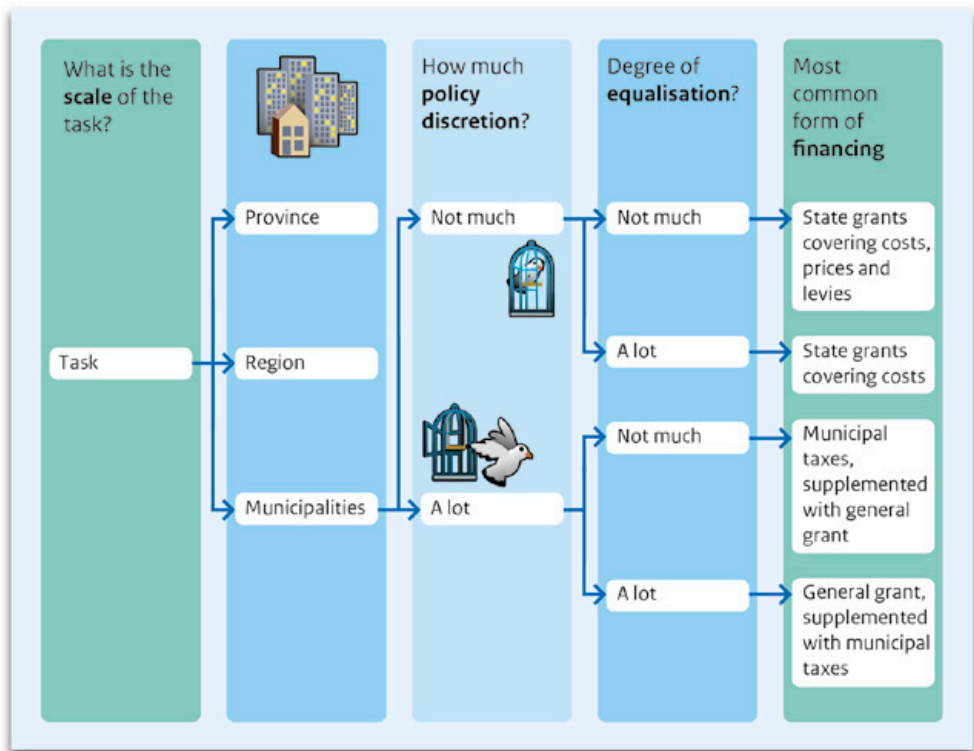 What is the
scale of the
task?
How much
policy
discretion?
Degree of
equalisation?
Most
common
form of
financing
Province
Not much
Not much
State grants
covering costs,
prices and
levies
Task
Region
A lot
State grants
covering costs
Not much
Municipal
taxes,
supplemented
with general
grant
Municipalities
A lot
A lot
General grant,
supplemented
with municipal
taxes